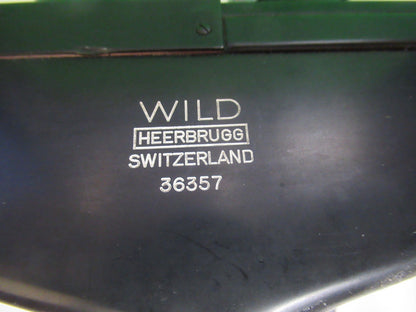 WILD
HEERBRUGG
SWITZERLAND
36357